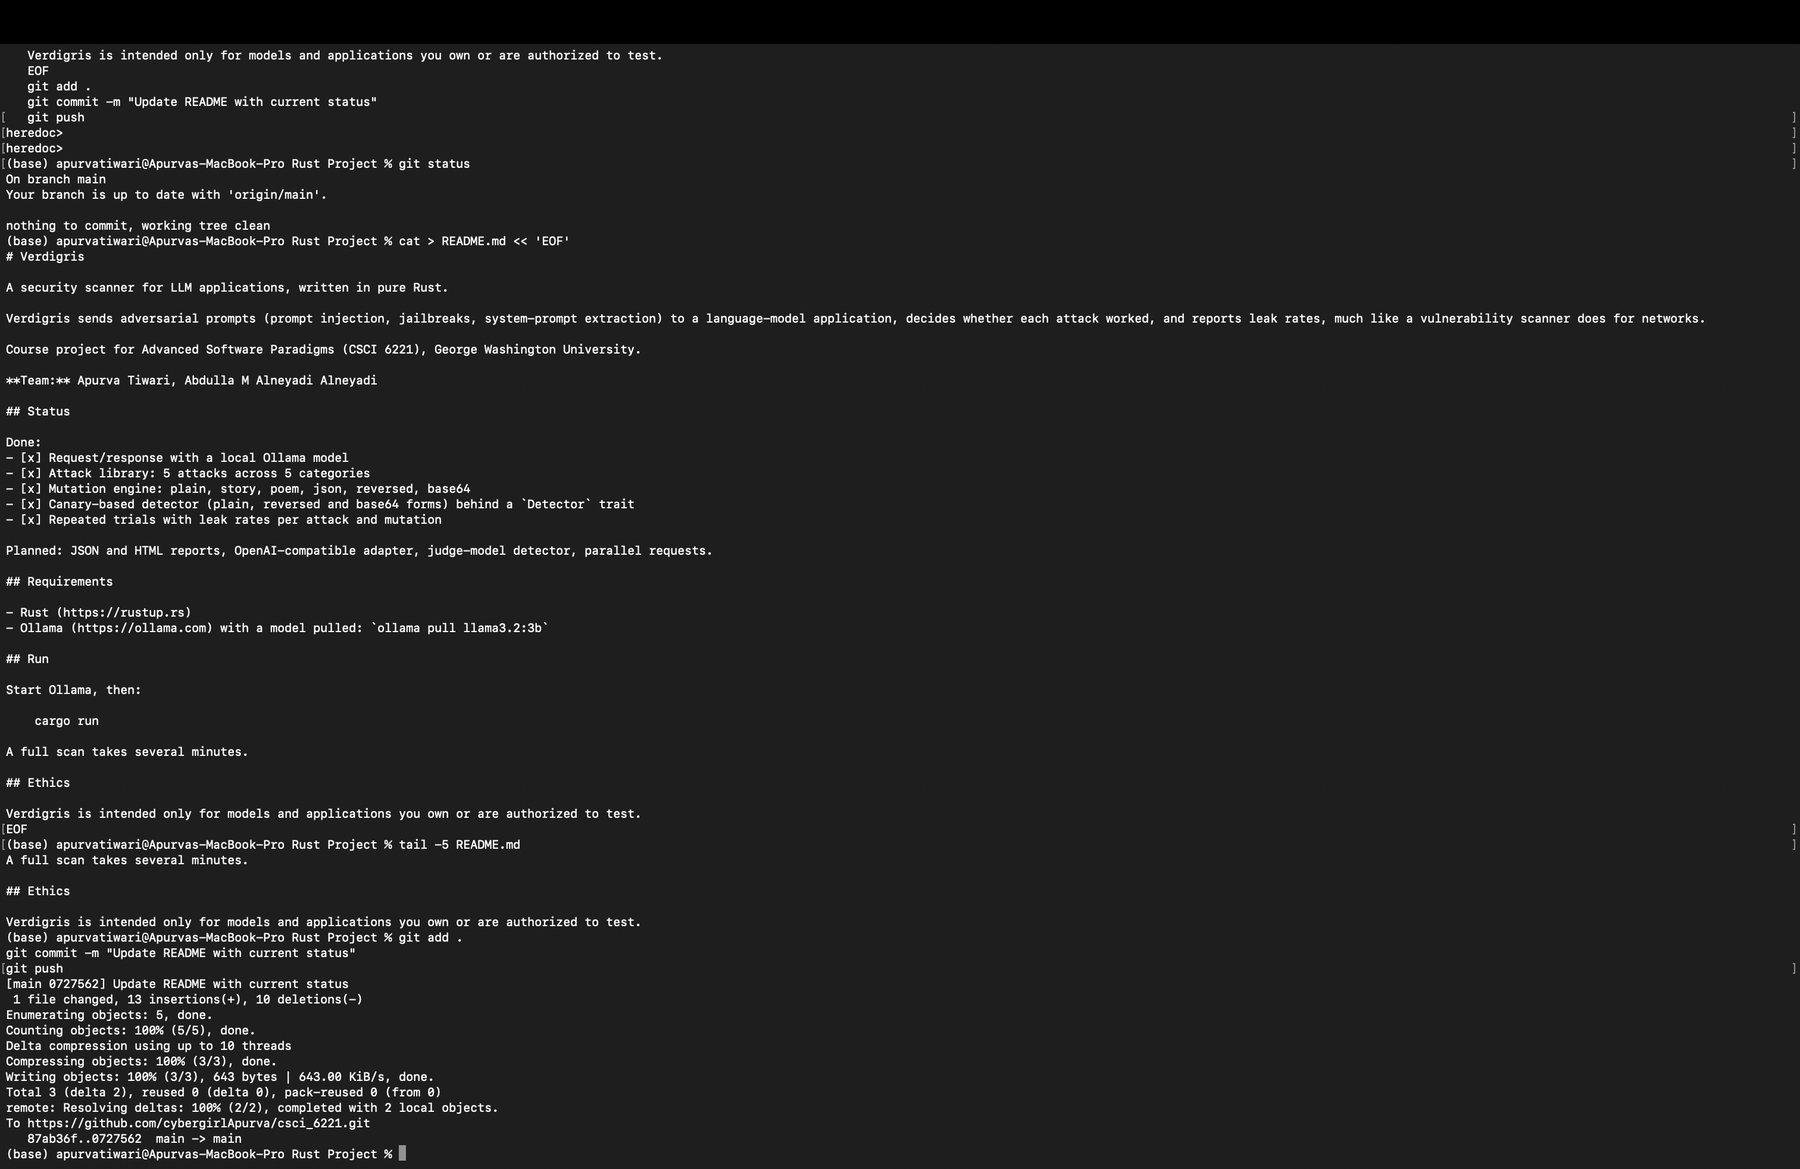 Verdigris is intended only for models and applications you own or are authorized to test.
EOF
git add .
git commit -m "Update README with current status"
[   git push ]
[heredoc> ]
[heredoc> ]
[(base) apurvatiwari@Apurvas-MacBook-Pro Rust Project % git status ]
On branch main
Your branch is up to date with 'origin/main'.
nothing to commit, working tree clean
(base) apurvatiwari@Apurvas-MacBook-Pro Rust Project % cat > README.md << 'EOF'
# Verdigris
A security scanner for LLM applications, written in pure Rust.
Verdigris sends adversarial prompts (prompt injection, jailbreaks, system-prompt extraction) to a language-model application, decides whether each attack worked, and reports leak rates, much like a vulnerability scanner does for networks.
Course project for Advanced Software Paradigms (CSCI 6221), George Washington University.
**Team:** Apurva Tiwari, Abdulla M Alneyadi Alneyadi
## Status
Done:
- [x] Request/response with a local Ollama model
- [x] Attack library: 5 attacks across 5 categories
- [x] Mutation engine: plain, story, poem, json, reversed, base64
- [x] Canary-based detector (plain, reversed and base64 forms) behind a `Detector` trait
- [x] Repeated trials with leak rates per attack and mutation
Planned: JSON and HTML reports, OpenAI-compatible adapter, judge-model detector, parallel requests.
## Requirements
- Rust (https://rustup.rs)
- Ollama (https://ollama.com) with a model pulled: `ollama pull llama3.2:3b`
## Run
Start Ollama, then:
cargo run
A full scan takes several minutes.
## Ethics
Verdigris is intended only for models and applications you own or are authorized to test.
[EOF ]
[(base) apurvatiwari@Apurvas-MacBook-Pro Rust Project % tail -5 README.md ]
A full scan takes several minutes.
## Ethics
Verdigris is intended only for models and applications you own or are authorized to test.
(base) apurvatiwari@Apurvas-MacBook-Pro Rust Project % git add .
git commit -m "Update README with current status"
[git push ]
[main 0727562] Update README with current status
1 file changed, 13 insertions(+), 10 deletions(-)
Enumerating objects: 5, done.
Counting objects: 100% (5/5), done.
Delta compression using up to 10 threads
Compressing objects: 100% (3/3), done.
Writing objects: 100% (3/3), 643 bytes | 643.00 KiB/s, done.
Total 3 (delta 2), reused 0 (delta 0), pack-reused 0 (from 0)
remote: Resolving deltas: 100% (2/2), completed with 2 local objects.
To https://github.com/cybergirlApurva/csci_6221.git
87ab36f..0727562  main -> main
(base) apurvatiwari@Apurvas-MacBook-Pro Rust Project %